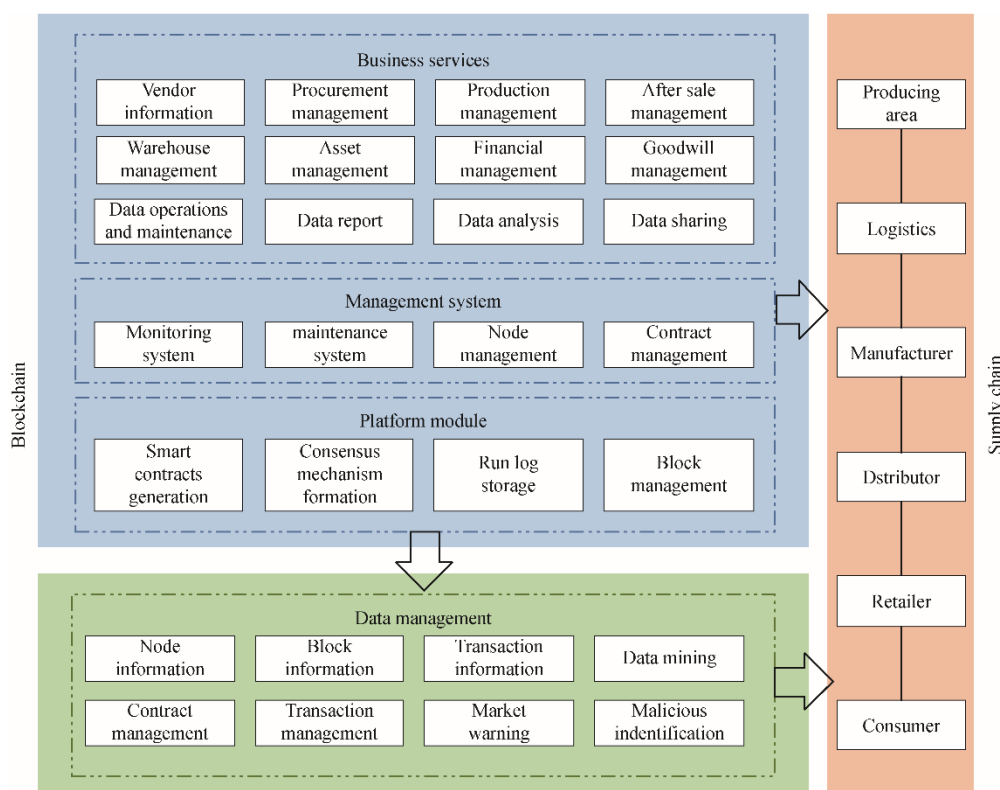 Blockchain
Business services
Vendor
information
Procurement
management
Production
management
After sale
management
Warehouse
management
Asset
management
Financial
management
Goodwill
management
Data operations
and maintenance
Data report
Data analysis
Data sharing
Management system
Monitoring
system
maintenance
system
Node
management
Contract
management
Platform module
Smart
contracts
generation
Consensus
mechanism
formation
Run log
storage
Block
management
Data management
Node
information
Block
information
Transaction
information
Data mining
Contract
management
Transaction
management
Market
warning
Malicious
indentification
Producing
area
Logistics
Manufacturer
Dstributor
Retailer
Consumer
Supply chain